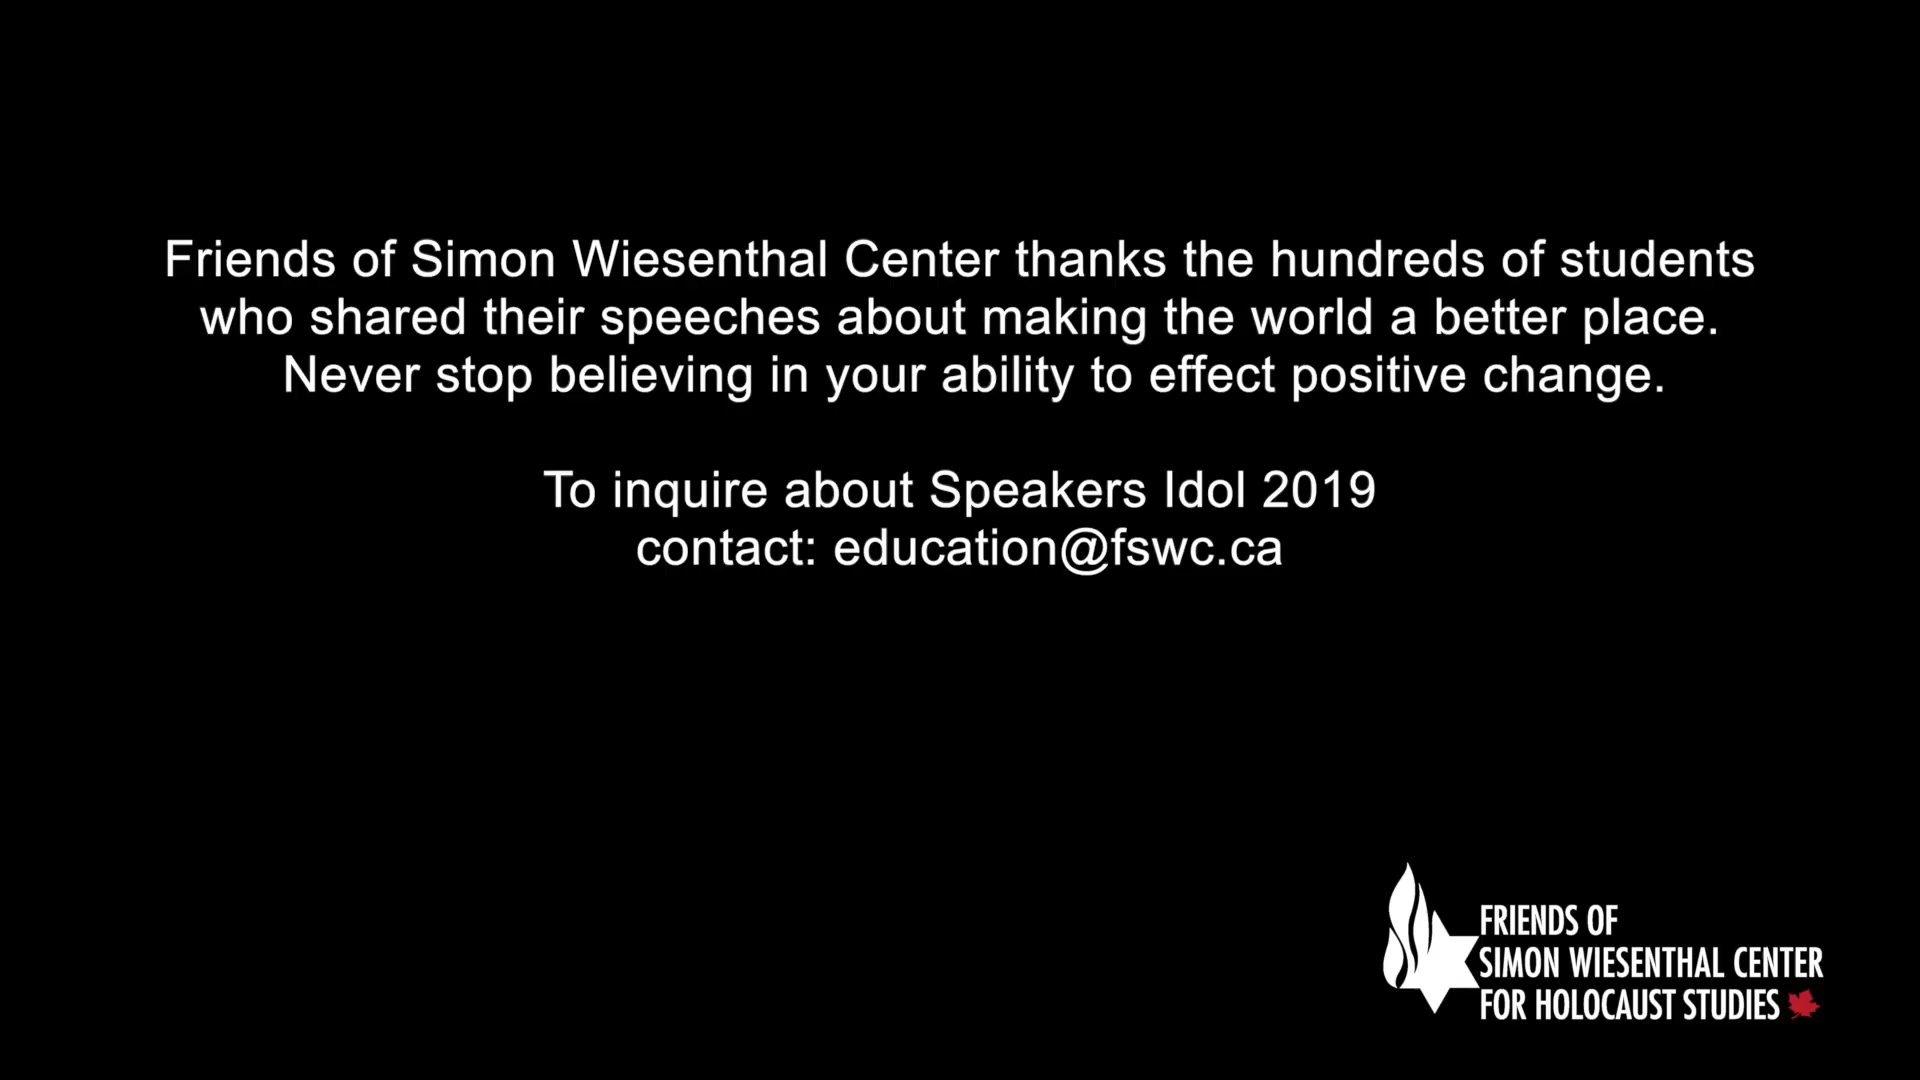 Friends of Simon Wiesenthal Center thanks the hundreds of students
who shared their speeches about making the world a better place.
Never stop believing in your ability to effect positive change.
To inquire about Speakers Idol 2019
contact: education@fswc.ca
FRIENDS OF
SIMON WIESENTHAL CENTER
FOR HOLOCAUST STUDIES